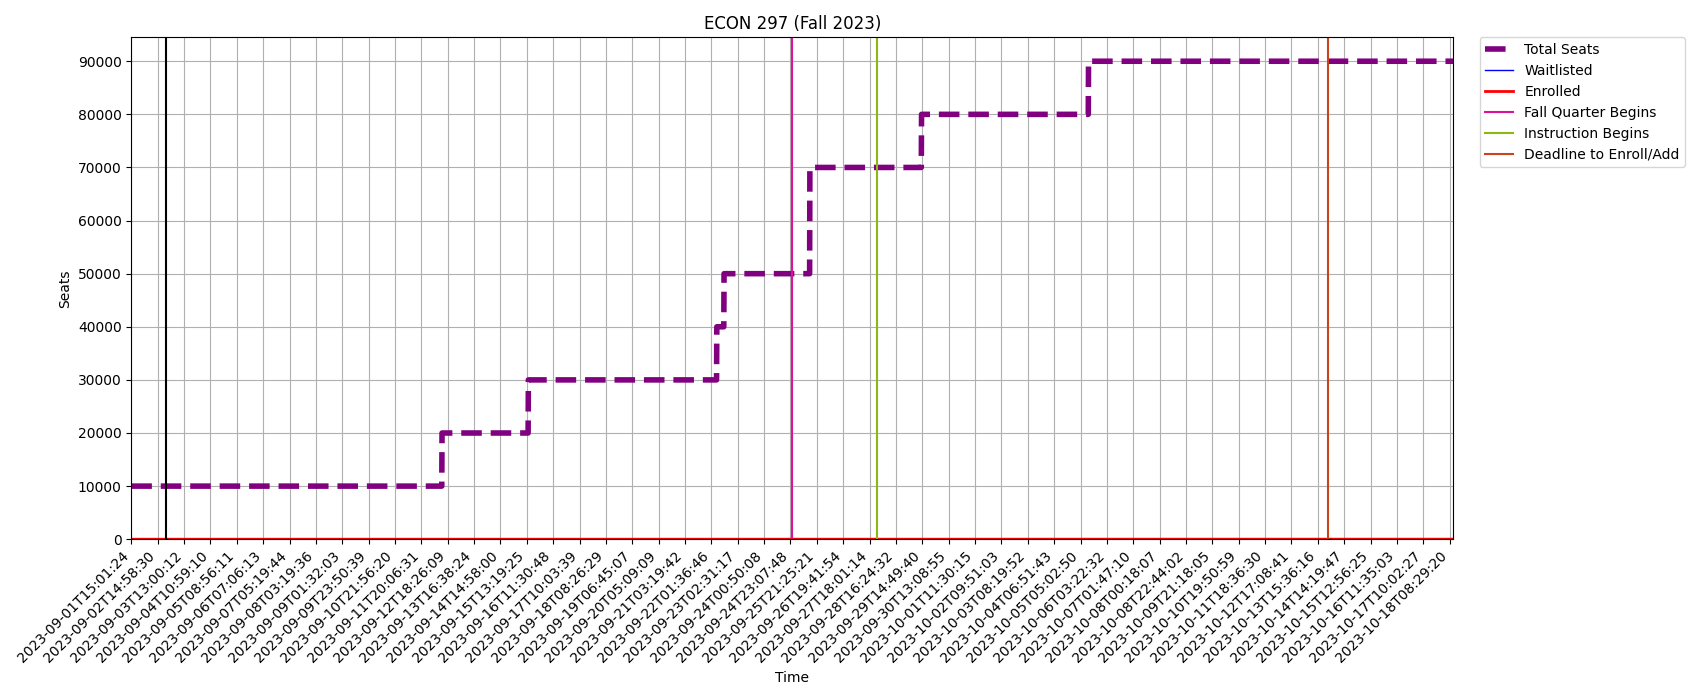 ECON 297 (Fall 2023)
Total Seats
Waitlisted
Enrolled
Fall Quarter Begins
Instruction Begins
Deadline to Enroll/Add
90000
80000
70000
60000
50000
40000
30000
20000
10000
0
Seats
2023-09-01T15:01:24
2023-09-02T14:58:30
2023-09-03T13:00:12
2023-09-04T10:59:10
2023-09-05T08:56:11
2023-09-06T07:06:13
2023-09-07T05:19:44
2023-09-08T03:19:36
2023-09-09T01:32:03
2023-09-09T23:50:39
2023-09-10T21:56:20
2023-09-11T20:06:31
2023-09-12T18:26:09
2023-09-13T16:38:24
2023-09-14T14:58:00
2023-09-15T13:19:25
2023-09-16T11:30:48
2023-09-17T10:03:39
2023-09-18T08:26:29
2023-09-19T06:45:07
2023-09-20T05:09:09
2023-09-21T03:19:42
2023-09-22T01:36:46
2023-09-23T02:31:17
2023-09-24T00:50:08
2023-09-24T23:07:48
2023-09-25T21:25:21
2023-09-26T19:41:54
2023-09-27T18:01:14
2023-09-28T16:24:32
2023-09-29T14:49:40
2023-09-30T13:08:55
2023-10-01T11:30:15
2023-10-02T09:51:03
2023-10-03T08:19:52
2023-10-04T06:51:43
2023-10-05T05:02:50
2023-10-06T03:22:32
2023-10-07T01:47:10
2023-10-08T00:18:07
2023-10-08T22:44:02
2023-10-09T21:18:05
2023-10-10T19:50:59
2023-10-11T18:36:30
2023-10-12T17:08:41
2023-10-13T15:36:16
2023-10-14T14:19:47
2023-10-15T12:56:25
2023-10-16T11:35:03
2023-10-17T10:02:27
2023-10-18T08:29:20
Time